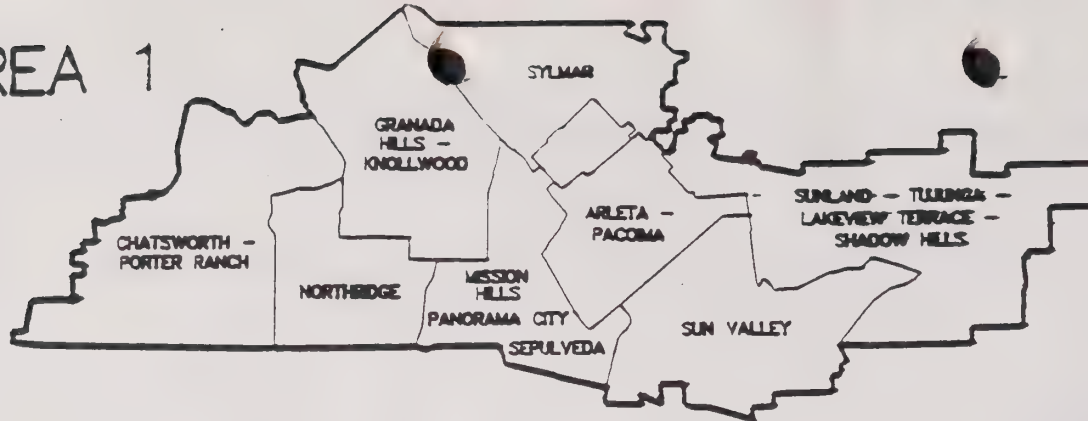 REA 1
SYLMAR
GRANADA
HILLS -
KNOLLWOOD
CHATSWORTH -
PORTER RANCH
NORTHRIDGE
MISSION
HILLS
PANORAMA CITY
SEPULVEDA
ARLETA -
PACOIMA
SUN VALLEY
SUNLAND - TUJUNGA -
LAKEVIEW TERRACE -
SHADOW HILLS